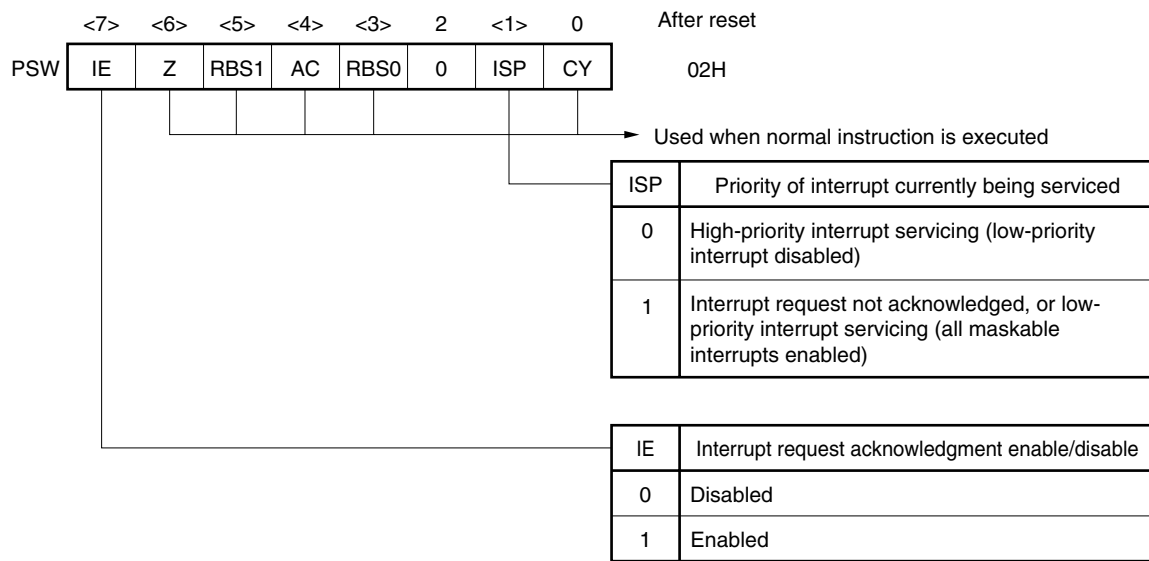 <7> <6> <5> <4> <3> 2 <1> 0 After reset
PSW IE Z RBS1 AC RBS0 0 ISP CY 02H
Used when normal instruction is executed
ISP Priority of interrupt currently being serviced
0 High-priority interrupt servicing (low-priority
interrupt disabled)
1 Interrupt request not acknowledged, or low-
priority interrupt servicing (all maskable
interrupts enabled)
IE Interrupt request acknowledgment enable/disable
0 Disabled
1 Enabled